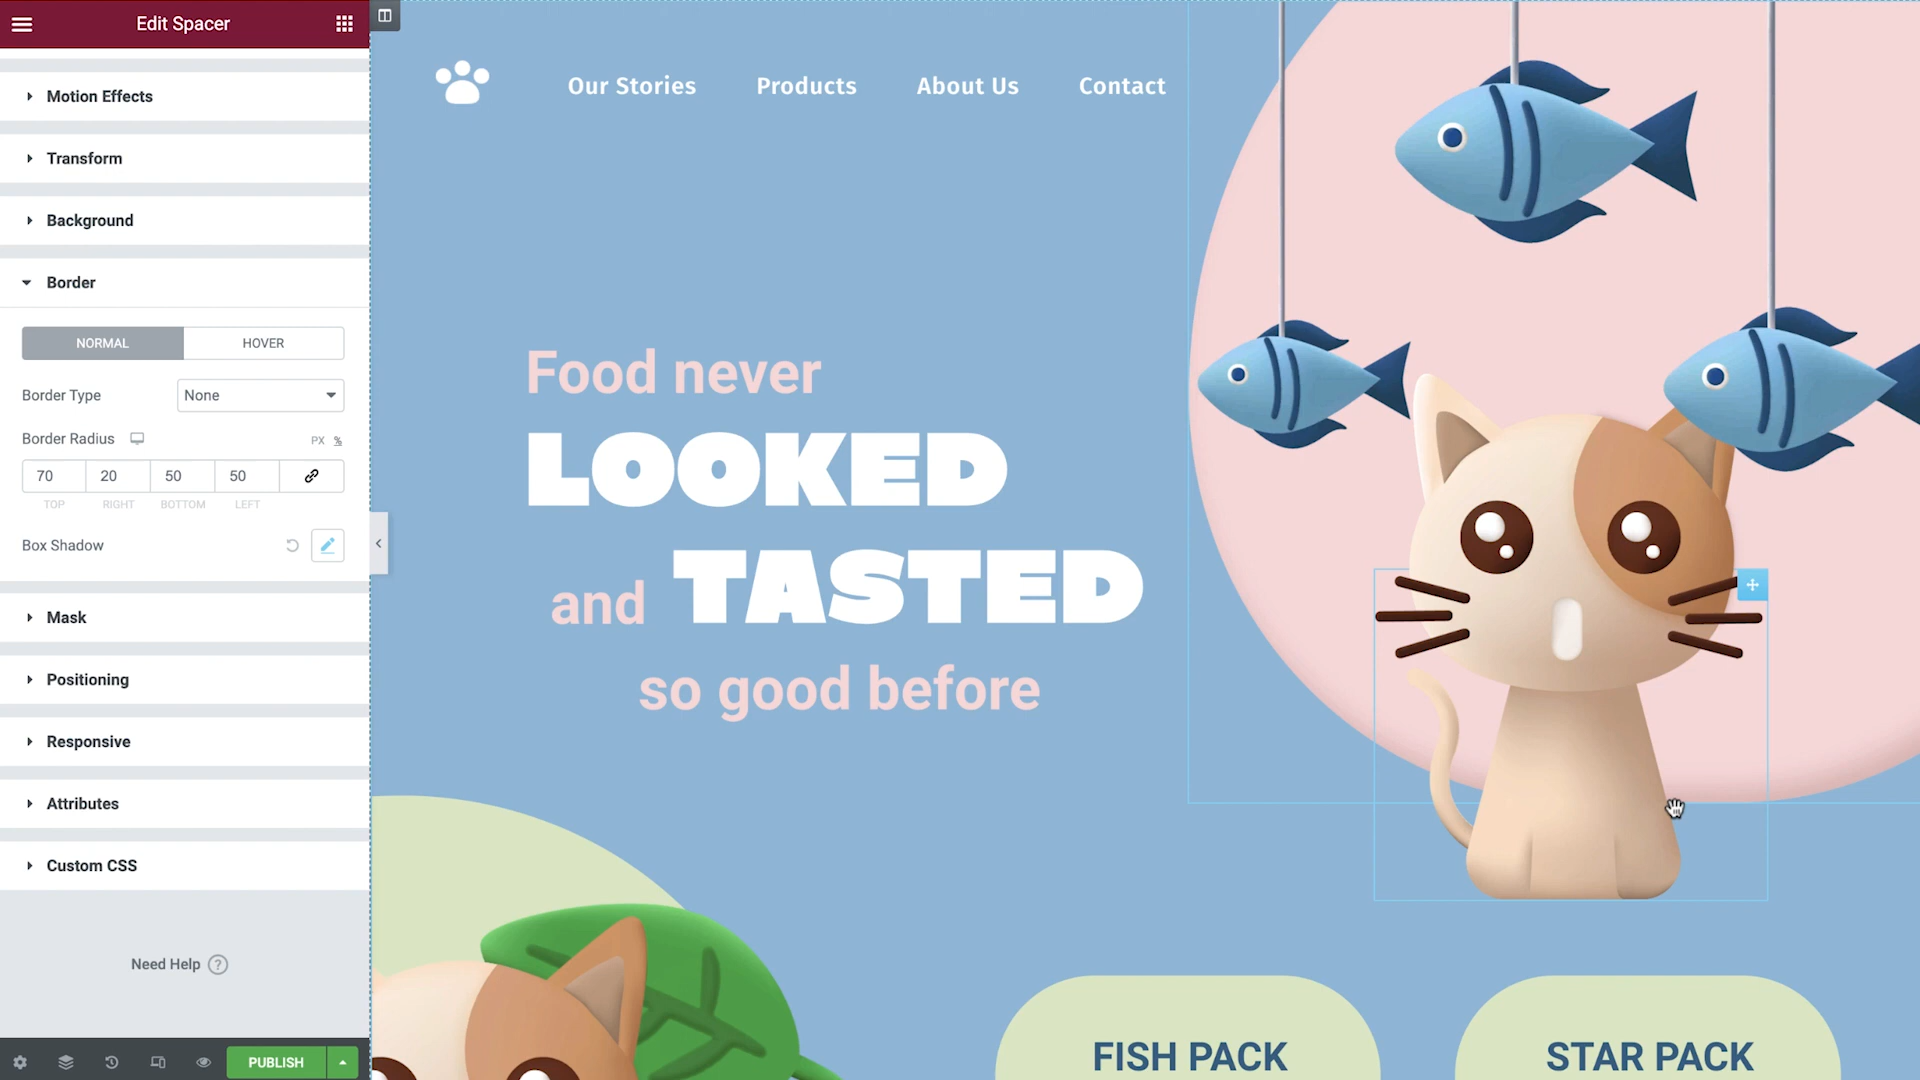 Edit Spacer
Motion Effects
Transform
Background
Border
NORMAL HOVER
Border Type None
Border Radius PX %
70 20 50 50
TOP RIGHT BOTTOM LEFT
Box Shadow
Mask
Positioning
Responsive
Attributes
Custom CSS
Need Help ?
PUBLISH
Our Stories Products About Us Contact
Food never
LOOKED
and TASTED
so good before
FISH PACK STAR PACK